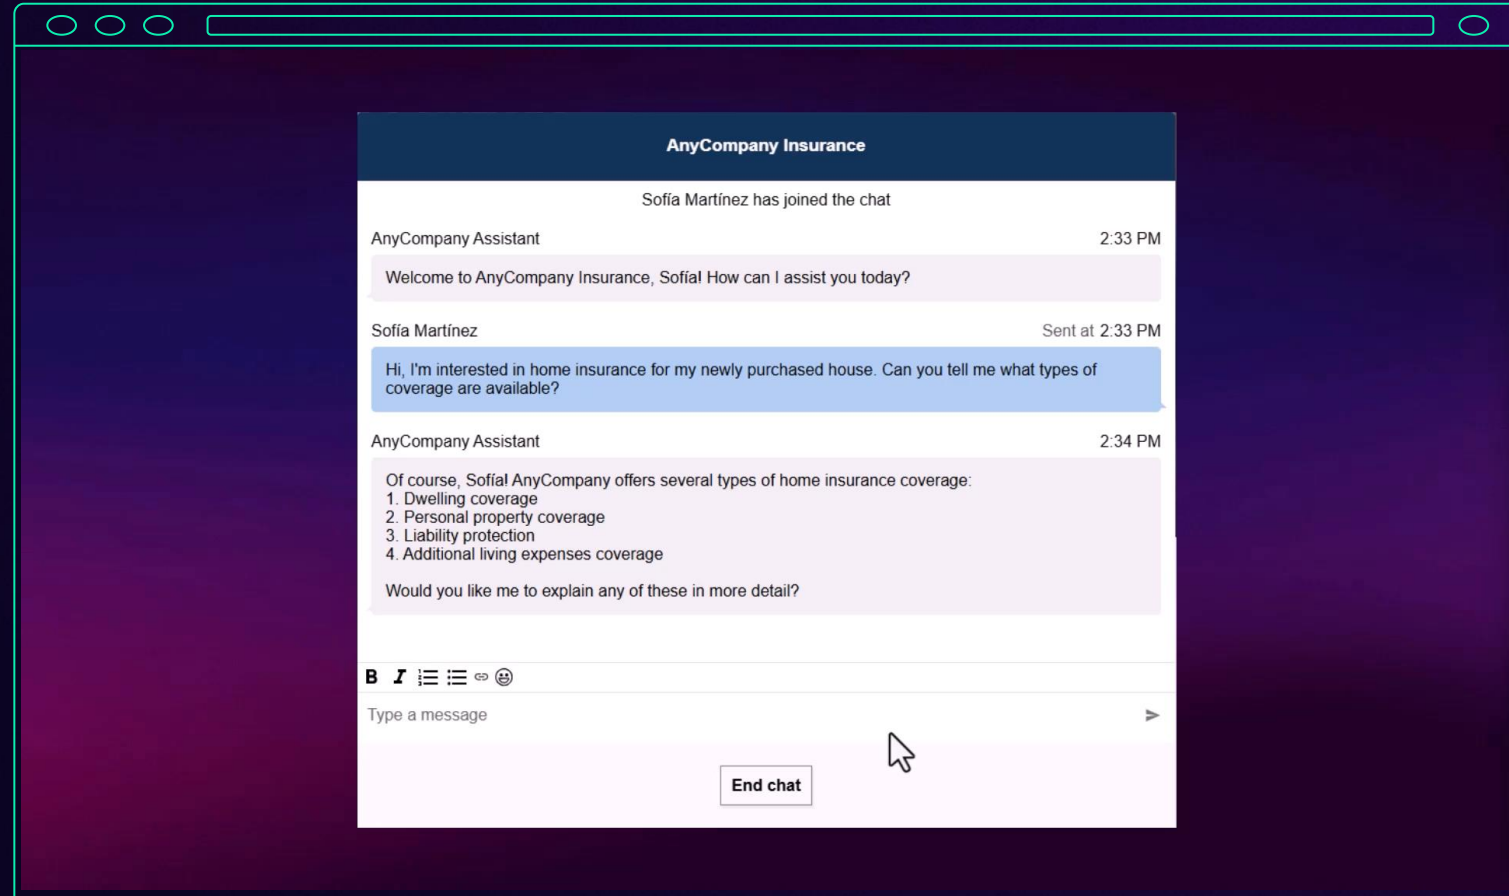 AnyCompany Insurance
Sofía Martínez has joined the chat
AnyCompany Assistant 2:33 PM
Welcome to AnyCompany Insurance, Sofía! How can I assist you today?
Sofía Martínez Sent at 2:33 PM
Hi, I'm interested in home insurance for my newly purchased house. Can you tell me what types of
coverage are available?
AnyCompany Assistant 2:34 PM
Of course, Sofía! AnyCompany offers several types of home insurance coverage:
1. Dwelling coverage
2. Personal property coverage
3. Liability protection
4. Additional living expenses coverage
Would you like me to explain any of these in more detail?
B I
Type a message
End chat